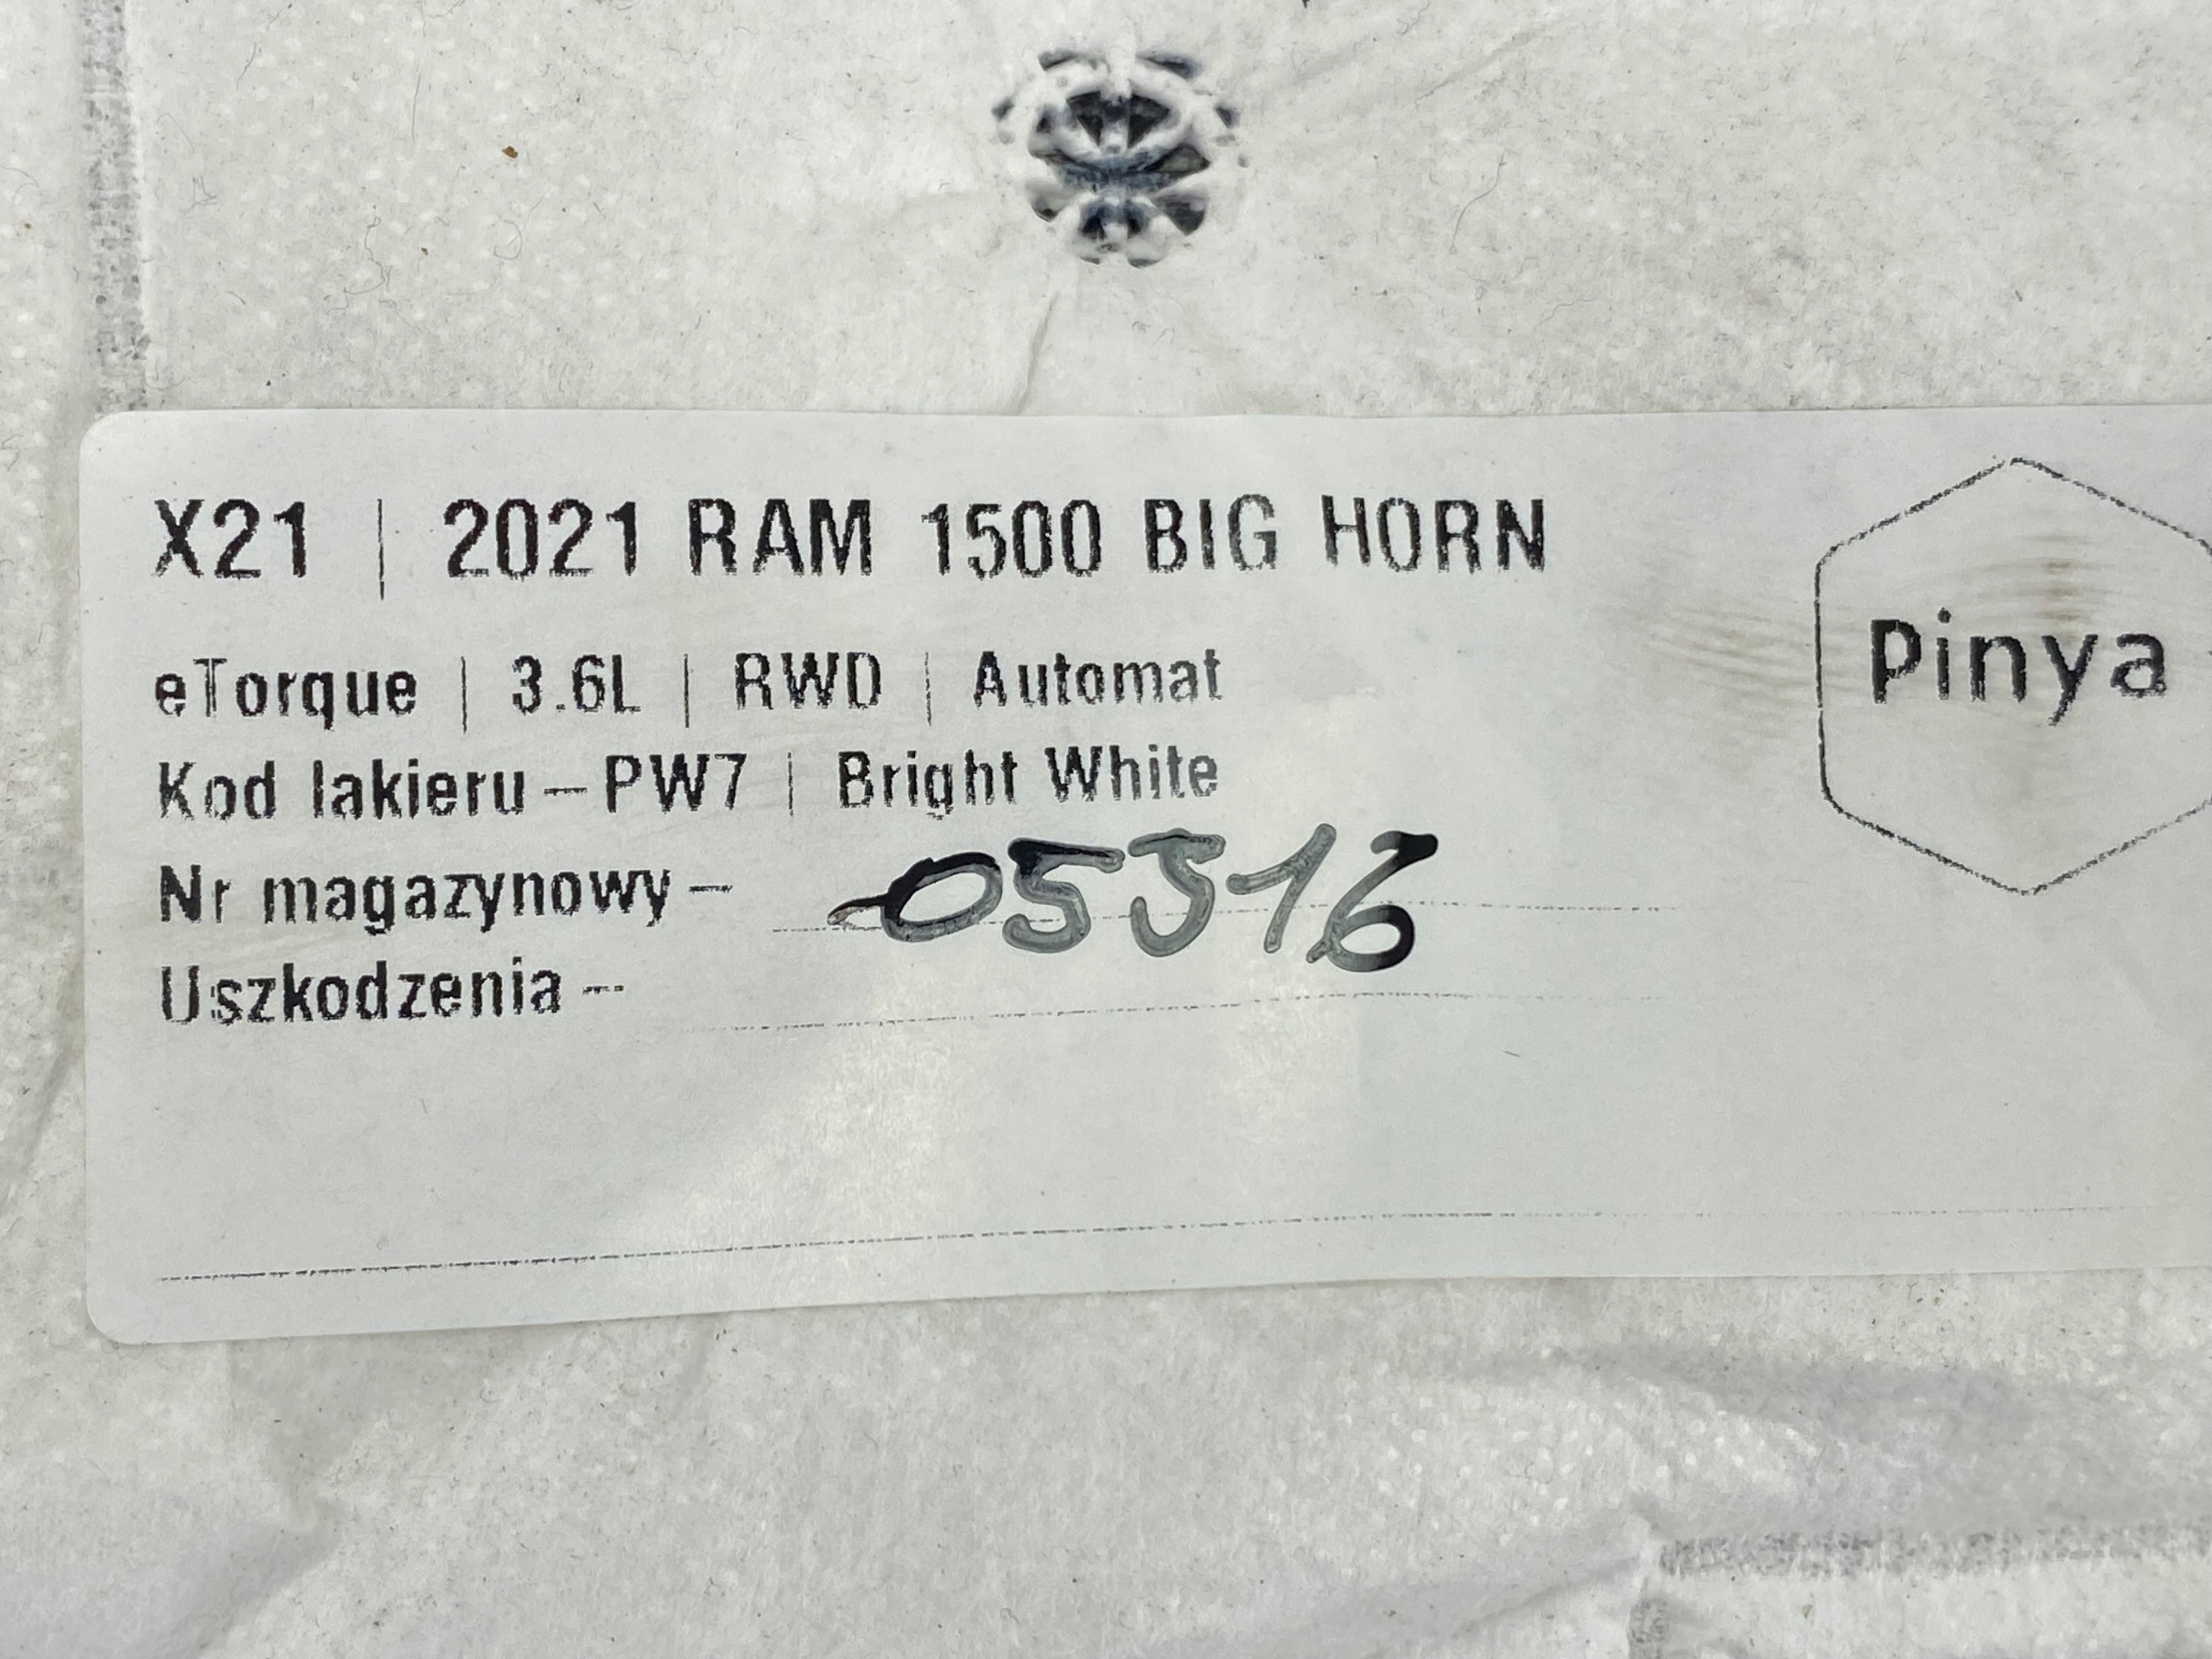 X21 | 2021 RAM 1500 BIG HORN
Pinya
eTorque | 3.6L | RWD | Automat
Kod lakieru – PW7 | Bright White
Nr magazynowy – 05516
Uszkodzenia –